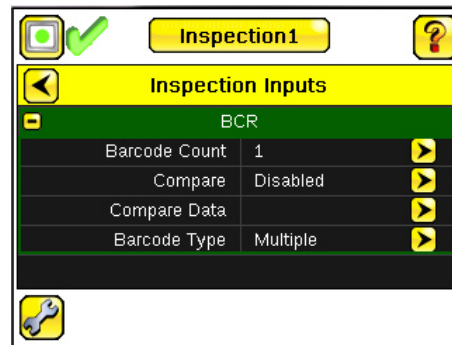 Inspection1
?
Inspection Inputs
BCR
Barcode Count 1
Compare Disabled
Compare Data
Barcode Type Multiple